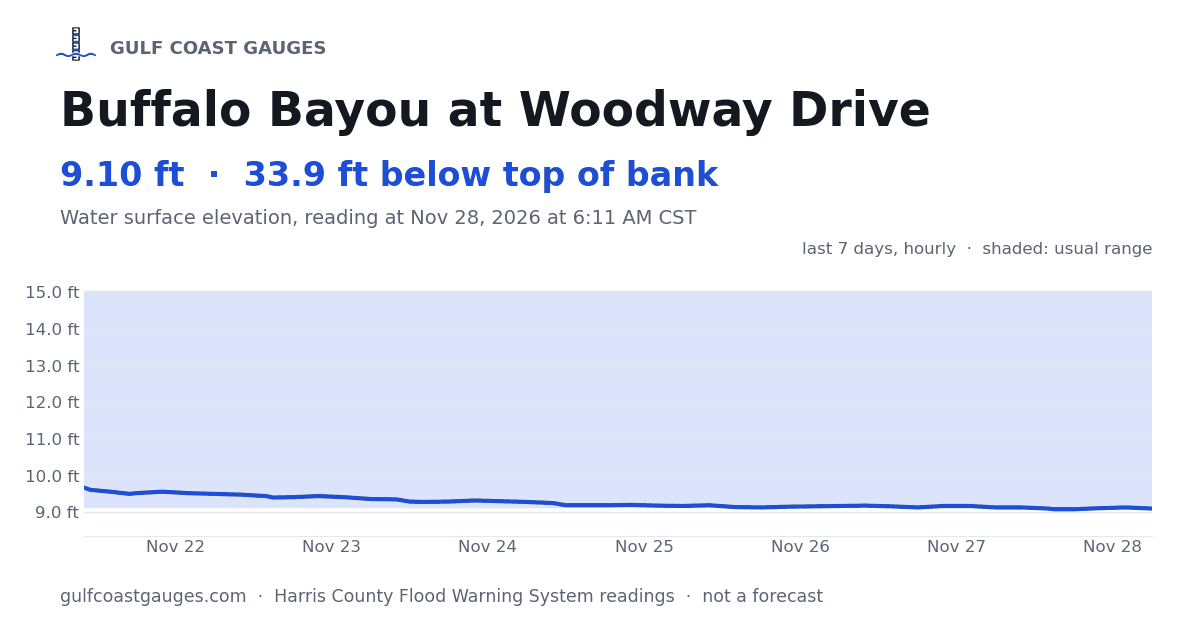 GULF COAST GAUGES
Buffalo Bayou at Woodway Drive
9.10 ft · 33.9 ft below top of bank
Water surface elevation, reading at Nov 28, 2026 at 6:11 AM CST
last 7 days, hourly · shaded: usual range
15.0 ft
14.0 ft
13.0 ft
12.0 ft
11.0 ft
10.0 ft
9.0 ft
Nov 22 Nov 23 Nov 24 Nov 25 Nov 26 Nov 27 Nov 28
gulfcoastgauges.com · Harris County Flood Warning System readings · not a forecast